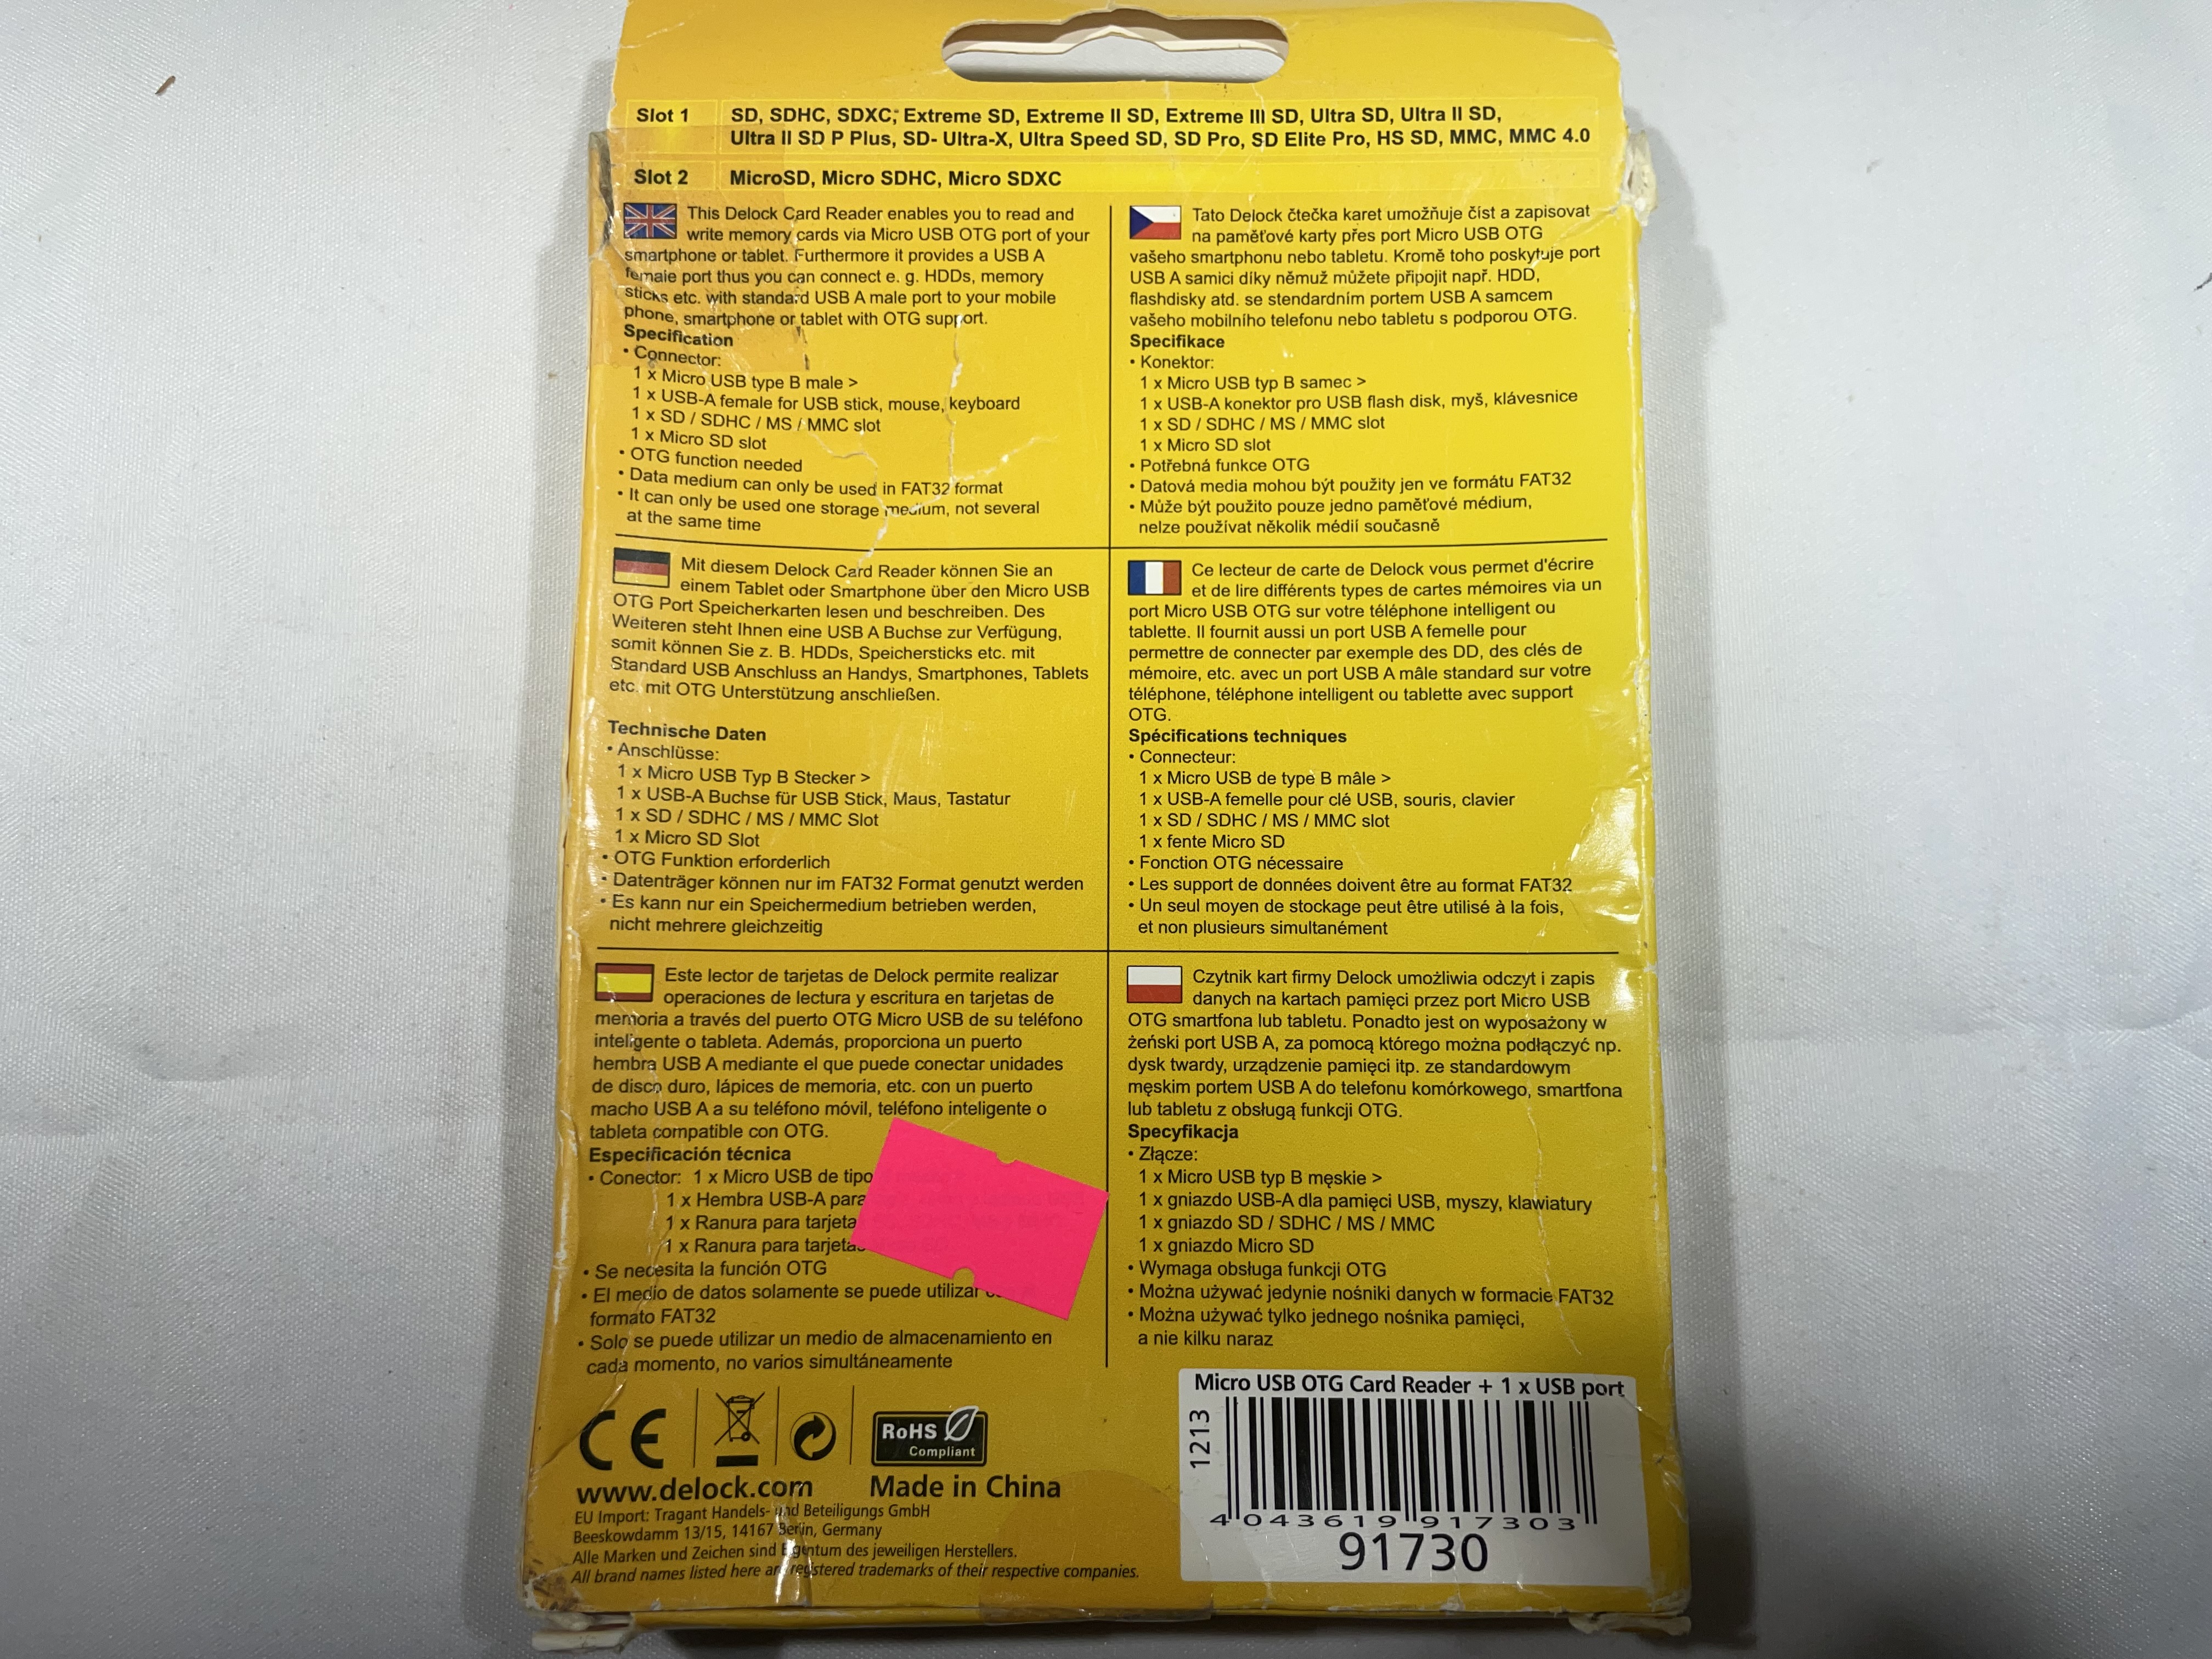 Slot 1
SD, SDHC, SDXC, Extreme SD, Extreme II SD, Extreme III SD, Ultra SD, Ultra II SD,
Ultra II SD P Plus, SD- Ultra-X, Ultra Speed SD, SD Pro, SD Elite Pro, HS SD, MMC, MMC 4.0
Slot 2
MicroSD, Micro SDHC, Micro SDXC
This Delock Card Reader enables you to read and
write memory cards via Micro USB OTG port of your
smartphone or tablet. Furthermore it provides a USB A
female port thus you can connect e. g. HDDs, memory
sticks etc. with standard USB A male port to your mobile
phone, smartphone or tablet with OTG support.
Specification
• Connector:
1 x Micro USB type B male >
1 x USB-A female for USB stick, mouse, keyboard
1 x SD / SDHC / MS / MMC slot
1 x Micro SD slot
• OTG function needed
• Data medium can only be used in FAT32 format
• It can only be used one storage medium, not several
at the same time
Tato Delock čtečka karet umožňuje číst a zapisovat
na paměťové karty přes port Micro USB OTG
vašeho smartphonu nebo tabletu. Kromě toho poskytuje port
USB A samici díky němuž můžete připojit např. HDD,
flashdisky atd. se stendardním portem USB A samcem
vašeho mobilního telefonu nebo tabletu s podporou OTG.
Specifikace
• Konektor:
1 x Micro USB typ B samec >
1 x USB-A konektor pro USB flash disk, myš, klávesnice
1 x SD / SDHC / MS / MMC slot
1 x Micro SD slot
• Potřebná funkce OTG
• Datová media mohou být použity jen ve formátu FAT32
• Může být použito pouze jedno paměťové médium,
nelze používat několik médií současně
Mit diesem Delock Card Reader können Sie an
einem Tablet oder Smartphone über den Micro USB
OTG Port Speicherkarten lesen und beschreiben. Des
Weiteren steht Ihnen eine USB A Buchse zur Verfügung,
somit können Sie z. B. HDDs, Speichersticks etc. mit
Standard USB Anschluss an Handys, Smartphones, Tablets
etc. mit OTG Unterstützung anschließen.
Technische Daten
• Anschlüsse:
1 x Micro USB Typ B Stecker >
1 x USB-A Buchse für USB Stick, Maus, Tastatur
1 x SD / SDHC / MS / MMC Slot
1 x Micro SD Slot
• OTG Funktion erforderlich
• Datenträger können nur im FAT32 Format genutzt werden
• Es kann nur ein Speichermedium betrieben werden,
nicht mehrere gleichzeitig
Ce lecteur de carte de Delock vous permet d'écrire
et de lire différents types de cartes mémoires via un
port Micro USB OTG sur votre téléphone intelligent ou
tablette. Il fournit aussi un port USB A femelle pour
permettre de connecter par exemple des DD, des clés de
mémoire, etc. avec un port USB A mâle standard sur votre
téléphone, téléphone intelligent ou tablette avec support
OTG.
Spécifications techniques
• Connecteur:
1 x Micro USB de type B mâle >
1 x USB-A femelle pour clé USB, souris, clavier
1 x SD / SDHC / MS / MMC slot
1 x fente Micro SD
• Fonction OTG nécessaire
• Les support de données doivent être au format FAT32
• Un seul moyen de stockage peut être utilisé à la fois,
et non plusieurs simultanément
Este lector de tarjetas de Delock permite realizar
operaciones de lectura y escritura en tarjetas de
memoria a través del puerto OTG Micro USB de su teléfono
inteligente o tableta. Además, proporciona un puerto
hembra USB A mediante el que puede conectar unidades
de disco duro, lápices de memoria, etc. con un puerto
macho USB A a su teléfono móvil, teléfono inteligente o
tableta compatible con OTG.
Especificación técnica
• Conector: 1 x Micro USB de tipo
1 x Hembra USB-A para
1 x Ranura para tarjeta
1 x Ranura para tarjetas
• Se necesita la función OTG
• El medio de datos solamente se puede utilizar
formato FAT32
• Solo se puede utilizar un medio de almacenamiento en
cada momento, no varios simultáneamente
Czytnik kart firmy Delock umożliwia odczyt i zapis
danych na kartach pamięci przez port Micro USB
OTG smartfona lub tabletu. Ponadto jest on wyposażony w
żeński port USB A, za pomocą którego można podłączyć np.
dysk twardy, urządzenie pamięci itp. ze standardowym
męskim portem USB A do telefonu komórkowego, smartfona
lub tabletu z obsługą funkcji OTG.
Specyfikacja
• Złącze:
1 x Micro USB typ B męskie >
1 x gniazdo USB-A dla pamięci USB, myszy, klawiatury
1 x gniazdo SD / SDHC / MS / MMC
1 x gniazdo Micro SD
• Wymaga obsługa funkcji OTG
• Można używać jedynie nośniki danych w formacie FAT32
• Można używać tylko jednego nośnika pamięci,
a nie kilku naraz
CE
RoHS
Compliant
www.delock.com Made in China
EU Import: Tragant Handels- und Beteiligungs GmbH
Beeskowdamm 13/15, 14167 Berlin, Germany
Alle Marken und Zeichen sind Eigentum des jeweiligen Herstellers.
All brand names listed here are registered trademarks of their respective companies.
Micro USB OTG Card Reader + 1 x USB port
1213
4 043619 917303
91730